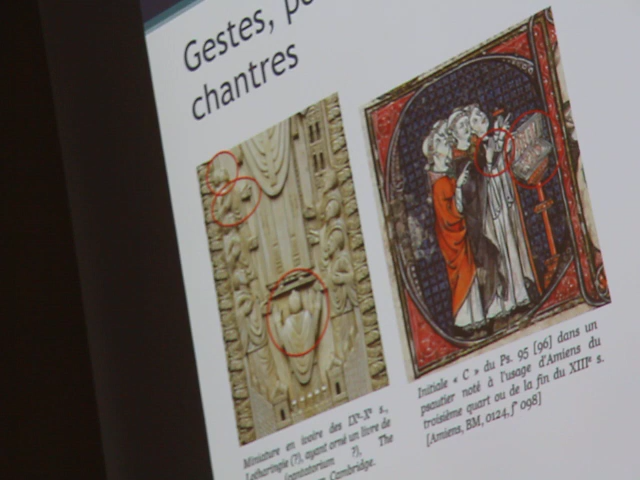 Gestes, po
chantres
Miniature en ivoire des IXe-Xe s.,
Lotharingie (?), ayant orné un livre de
(cantatorium ?), The
Cambridge.
Initiale « C » du Ps. 95 [96] dans un
psautier noté à l'usage d'Amiens du
troisième quart ou de la fin du XIIIe s.
[Amiens, BM, 0124, f° 098]